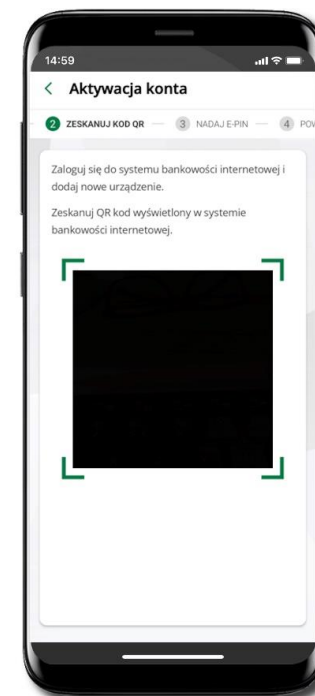 14:59
Aktywacja konta
2 ZESKANUJ KOD QR 3 NADAJ E-PIN 4 POW
Zaloguj się do systemu bankowości internetowej i
dodaj nowe urządzenie.
Zeskanuj QR kod wyświetlony w systemie
bankowości internetowej.